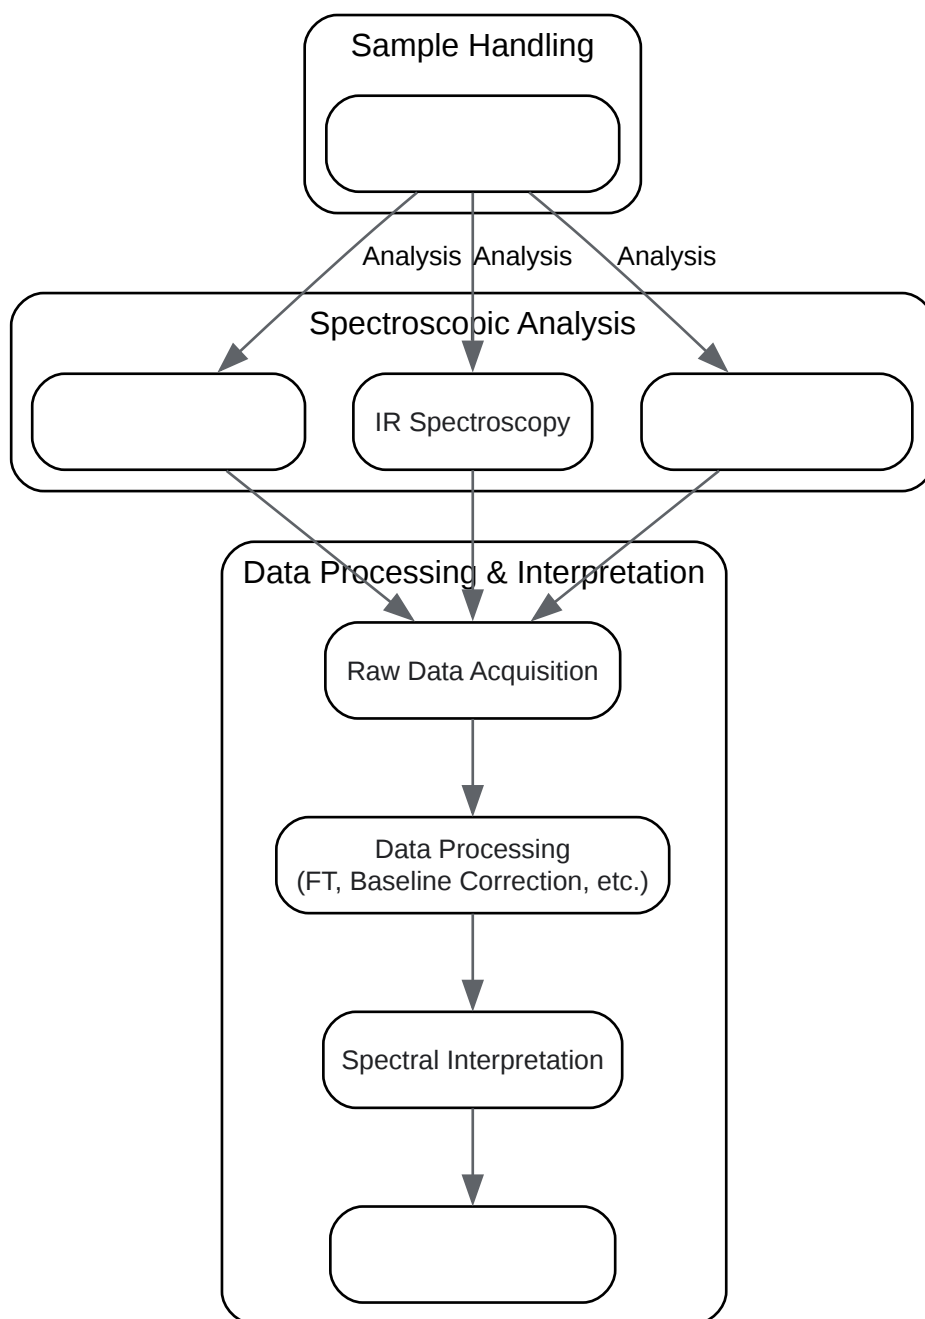 Sample Handling
Analysis
Analysis
Analysis
Spectroscopic Analysis
IR Spectroscopy
Data Processing & Interpretation
Raw Data Acquisition
Data Processing
(FT, Baseline Correction, etc.)
Spectral Interpretation